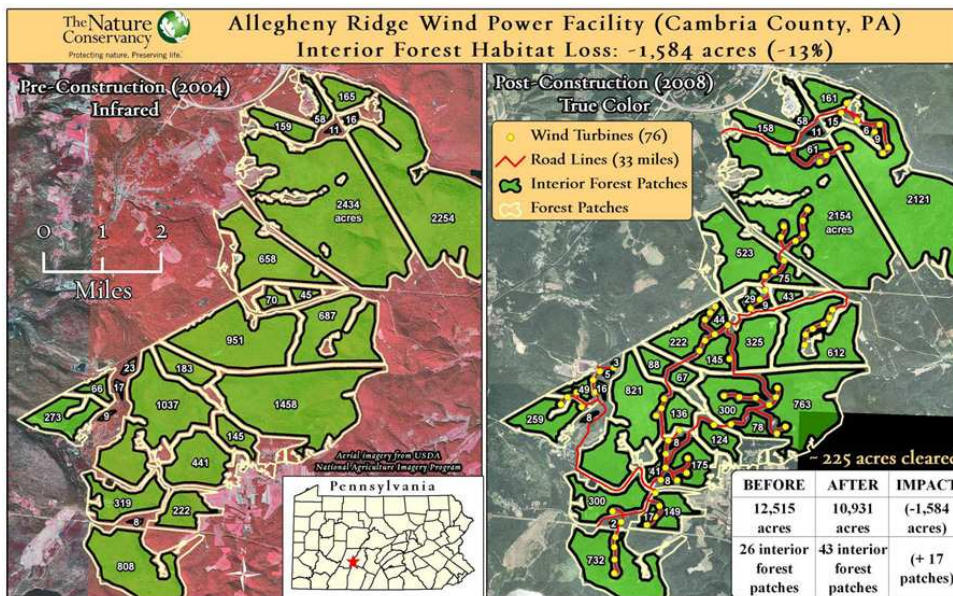 The Nature
Conservancy
Protecting nature. Preserving life.
Allegheny Ridge Wind Power Facility (Cambria County, PA)
Interior Forest Habitat Loss: -1,584 acres (-13%)
Pre-Construction (2004)
Infrared
165
58
16
159
11
2434
acres
2254
0 1 2
Miles
658
70
45
687
951
23
183
66
17
1037
1458
273
9
145
441
319
222
8
808
Aerial imagery from USDA
National Agriculture Imagery Program
Pennsylvania
Post-Construction (2008)
True Color
Wind Turbines (76)
Road Lines (33 miles)
Interior Forest Patches
Forest Patches
161
58
15
158
11
6
9
61
2121
2154
acres
523
75
29
43
9
44
222
325
612
145
3
88
5
67
49
16
821
300
763
259
8
136
78
8
124
41
175
8
300
149
17
2
732
~ 225 acres cleared
BEFORE AFTER IMPACT
12,515 10,931 (-1,584
acres acres acres)
26 interior 43 interior (+ 17
forest forest patches)
patches patches